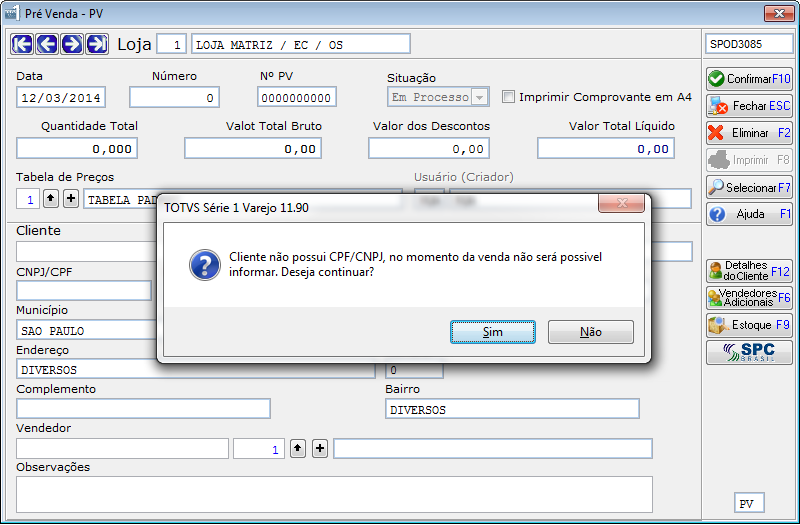 Pré Venda - PV
Loja 1 LOJA MATRIZ / EC / OS SPOD3085
Data Número Nº PV Situação
12/03/2014 0 0000000000 Em Processo Imprimir Comprovante em A4
Quantidade Total Valot Total Bruto Valor dos Descontos Valor Total Líquido
0,000 0,00 0,00 0,00
Tabela de Preços Usuário (Criador)
1 TABELA PAD
Cliente
CNPJ/CPF
Município
SAO PAULO
Endereço
DIVERSOS 0
Complemento Bairro
DIVERSOS
Vendedor
1
Observações
TOTVS Série 1 Varejo 11.90
Cliente não possui CPF/CNPJ, no momento da venda não será possivel
informar. Deseja continuar?
Sim Não
Confirmar F10
Fechar ESC
Eliminar F2
Imprimir F8
Selecionar F7
Ajuda F1
Detalhes
do Cliente F12
Vendedores
Adicionais F6
Estoque F9
SPC
BRASIL
PV